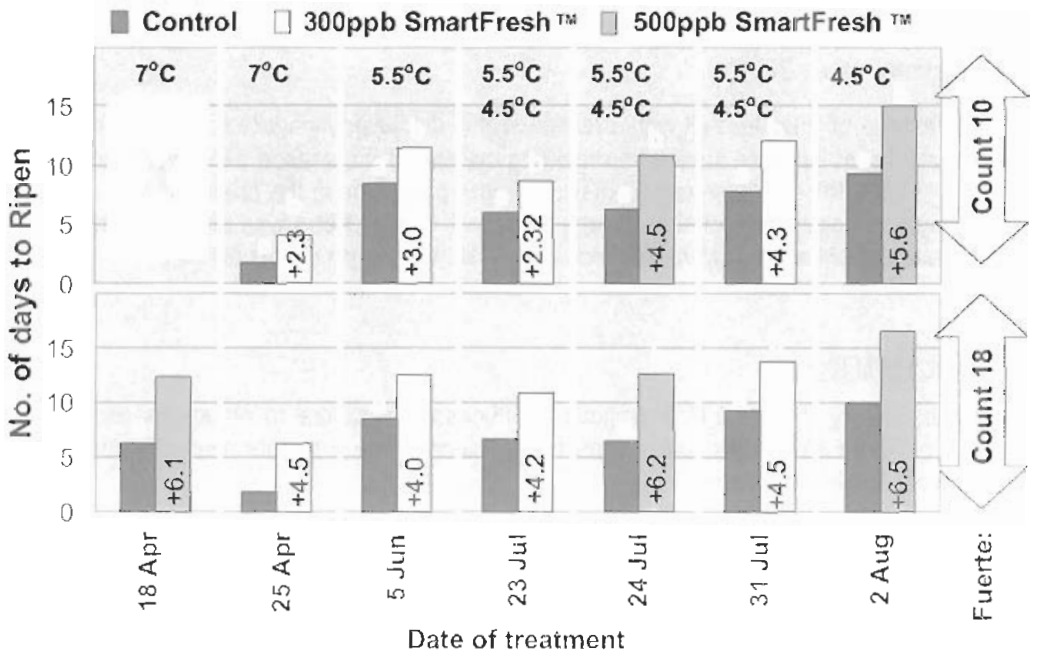 Control 300ppb SmartFresh™ 500ppb SmartFresh™
No. of days to Ripen
7°C 7°C 5.5°C 5.5°C 5.5°C 5.5°C 4.5°C
4.5°C 4.5°C 4.5°C
15
10
5
0
+2.3 +3.0 +2.32 +4.5 +4.3 +5.6
Count 10
15
10
5
0
+6.1 +4.5 +4.0 +4.2 +6.2 +4.5 +6.5
Count 18
18 Apr 25 Apr 5 Jun 23 Jul 24 Jul 31 Jul 2 Aug Fuerte:
Date of treatment